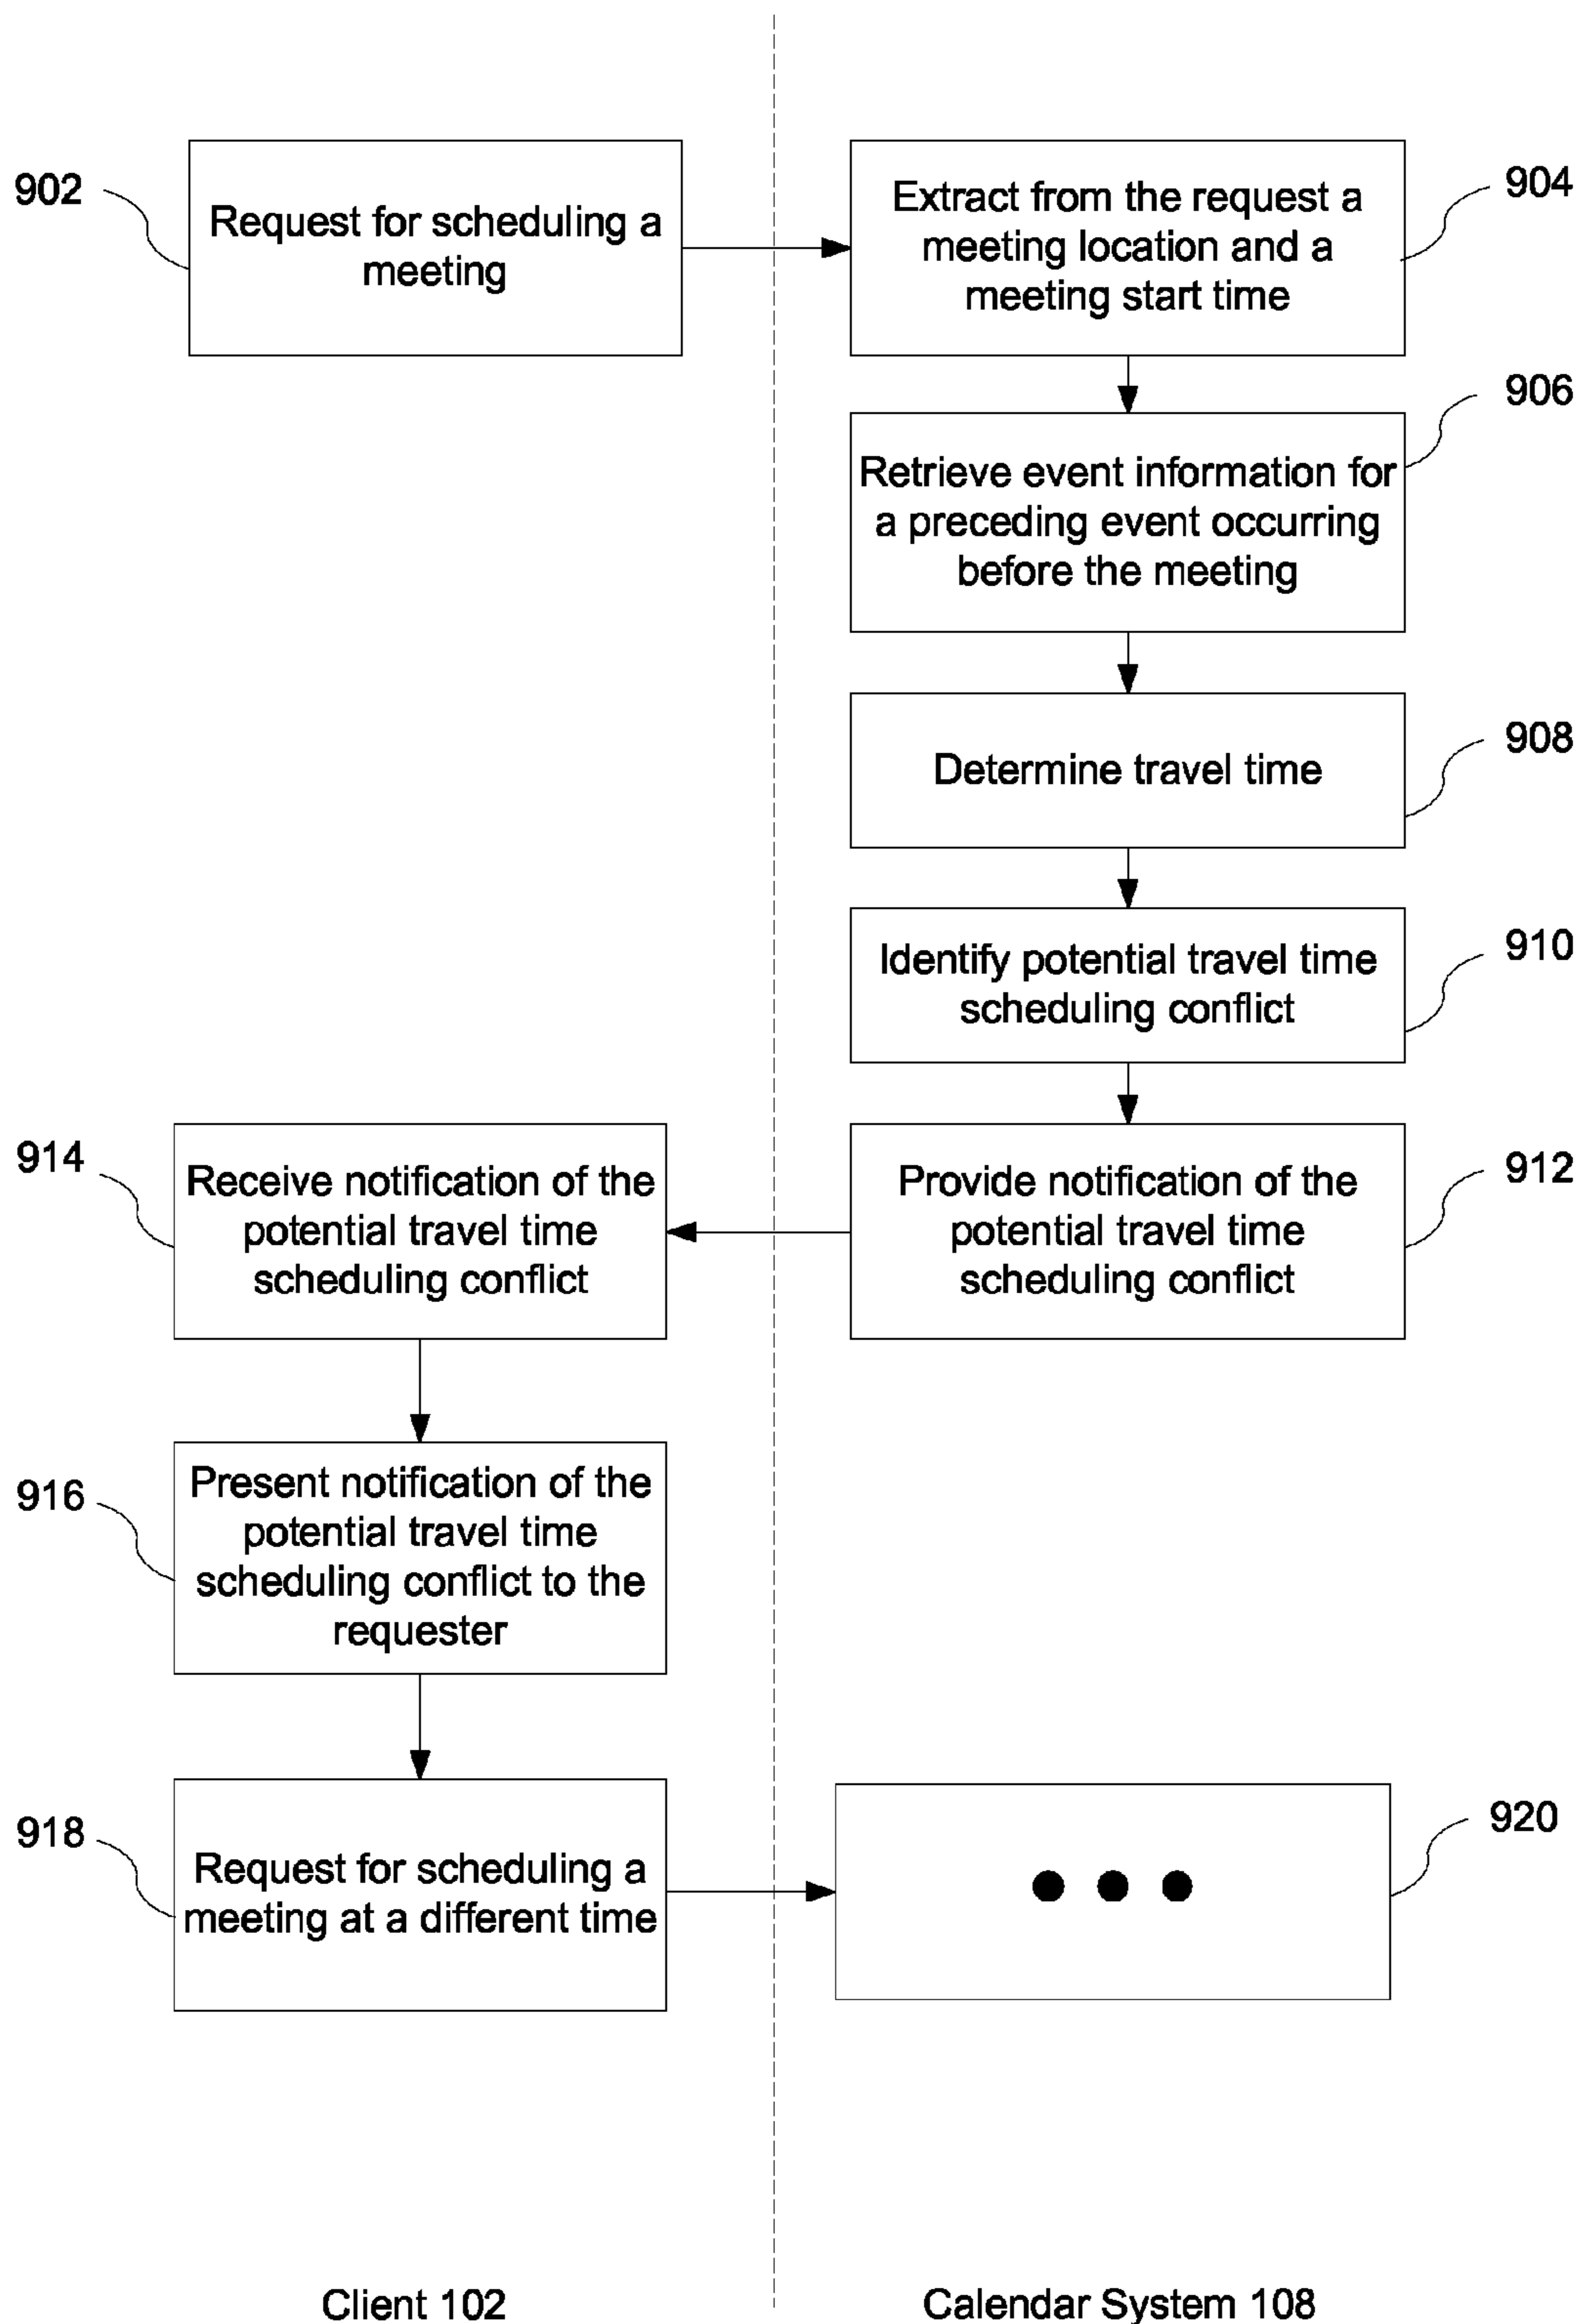 902
Request for scheduling a
meeting
Extract from the request a
meeting location and a
meeting start time
904
906
Retrieve event information for
a preceding event occurring
before the meeting
908
Determine travel time
910
Identify potential travel time
scheduling conflict
912
Provide notification of the
potential travel time
scheduling conflict
914
Receive notification of the
potential travel time
scheduling conflict
916
Present notification of the
potential travel time
scheduling conflict to the
requester
918
Request for scheduling a
meeting at a different time
920
Client 102
Calendar System 108